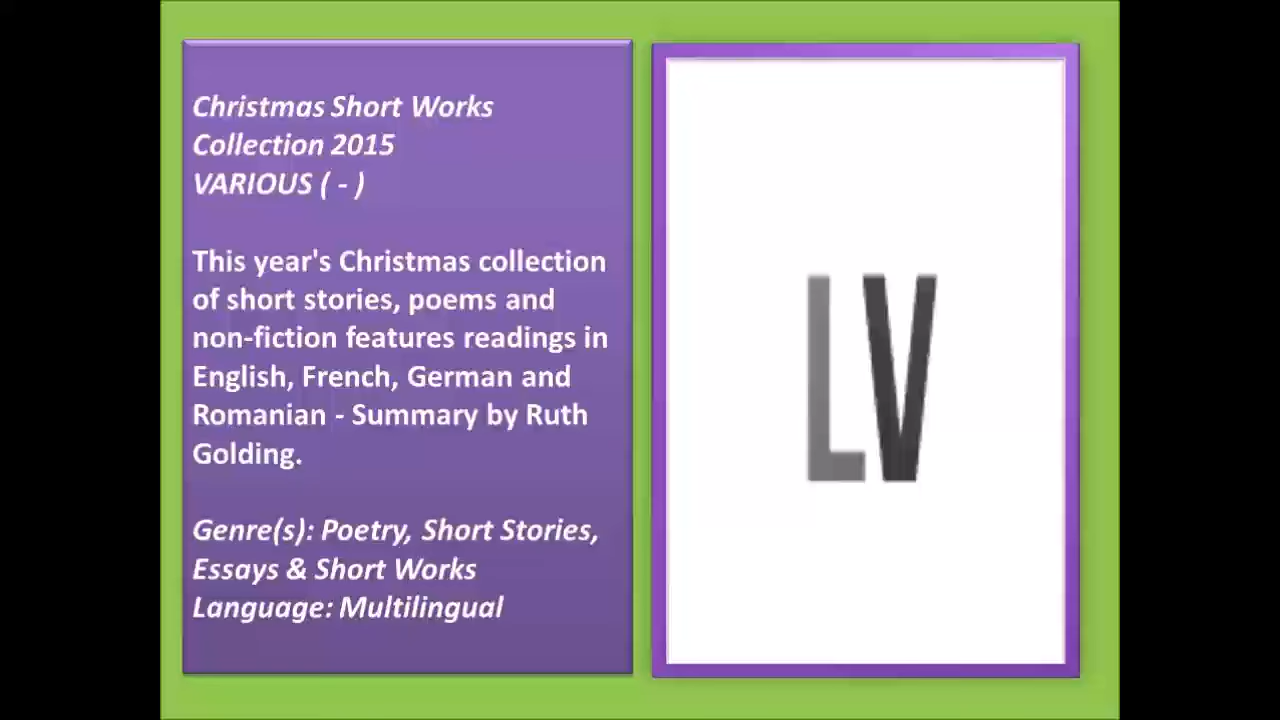 Christmas Short Works
Collection 2015
VARIOUS ( - )
This year's Christmas collection
of short stories, poems and
non-fiction features readings in
English, French, German and
Romanian - Summary by Ruth
Golding.
Genre(s): Poetry, Short Stories,
Essays & Short Works
Language: Multilingual
LV